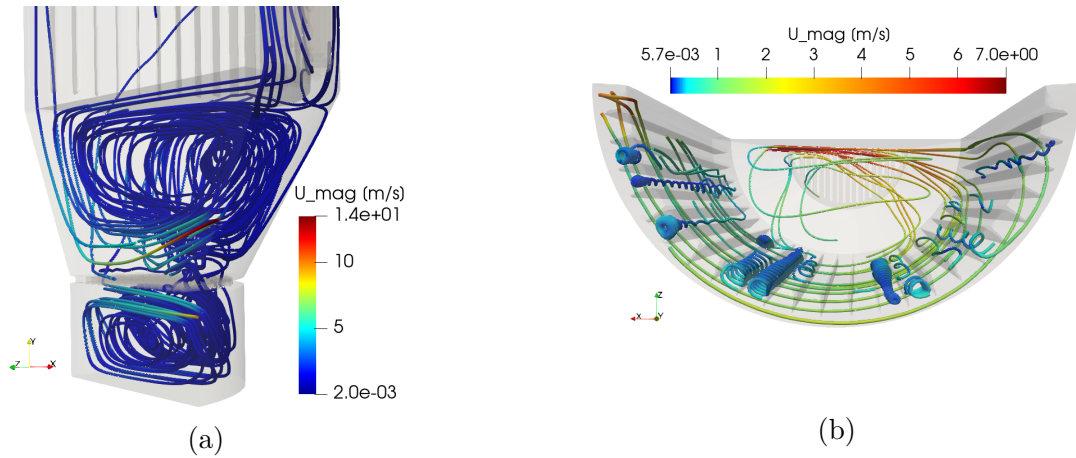 U_mag (m/s)
1.4e+01
10
5
2.0e-03
Y
Z X
(a)
U_mag (m/s)
5.7e-03 1 2 3 4 5 6 7.0e+00
Z
X Y
(b)